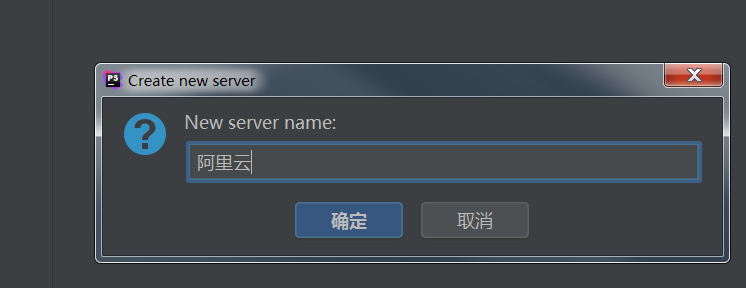 PS Create new server
New server name:
阿里云
确定 取消